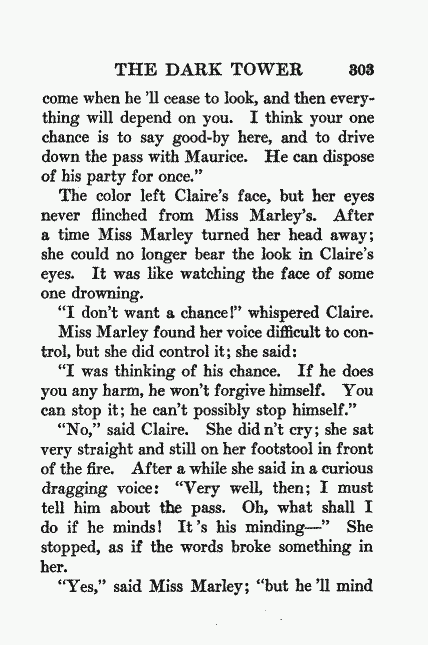 THE DARK TOWER 303
come when he 'll cease to look, and then every-
thing will depend on you. I think your one
chance is to say good-by here, and to drive
down the pass with Maurice. He can dispose
of his party for once."
The color left Claire's face, but her eyes
never flinched from Miss Marley's. After
a time Miss Marley turned her head away;
she could no longer bear the look in Claire's
eyes. It was like watching the face of some
one drowning.
"I don't want a chance!" whispered Claire.
Miss Marley found her voice difficult to con-
trol, but she did control it; she said:
"I was thinking of his chance. If he does
you any harm, he won't forgive himself. You
can stop it; he can't possibly stop himself."
"No," said Claire. She did n't cry; she sat
very straight and still on her footstool in front
of the fire. After a while she said in a curious
dragging voice: "Very well, then; I must
tell him about the pass. Oh, what shall I
do if he minds! It 's his minding—" She
stopped, as if the words broke something in
her.
"Yes," said Miss Marley; "but he 'll mind